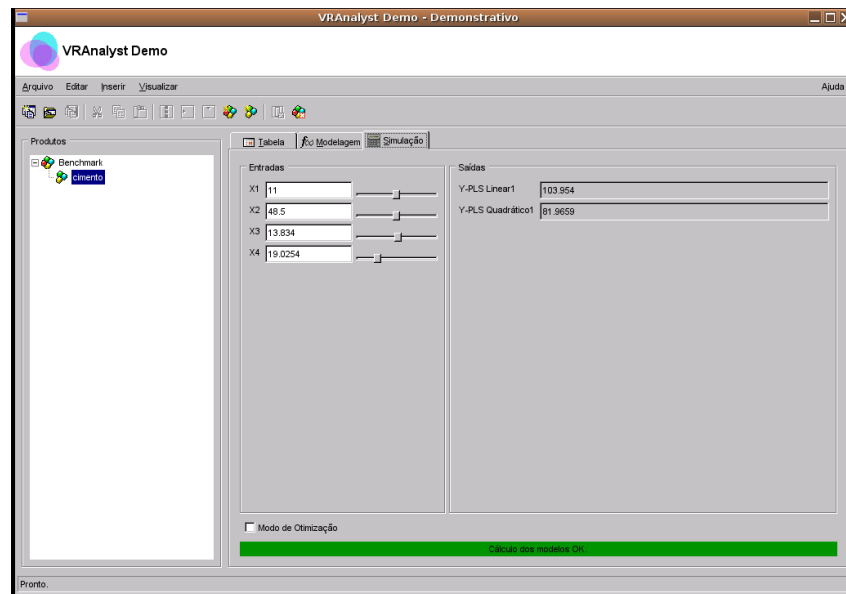 VRAnalyst Demo - Demonstrativo
VRAnalyst Demo
Arquivo Editar Inserir Visualizar Ajuda
Produtos
Benchmark
cimento
Tabela f(x) Modelagem Simulação
Entradas
X1 11
X2 48.5
X3 13.834
X4 19.0254
Saídas
Y-PLS Linear1 103.954
Y-PLS Quadrático1 81.9659
Modo de Otimização
Cálculo dos modelos OK.
Pronto.